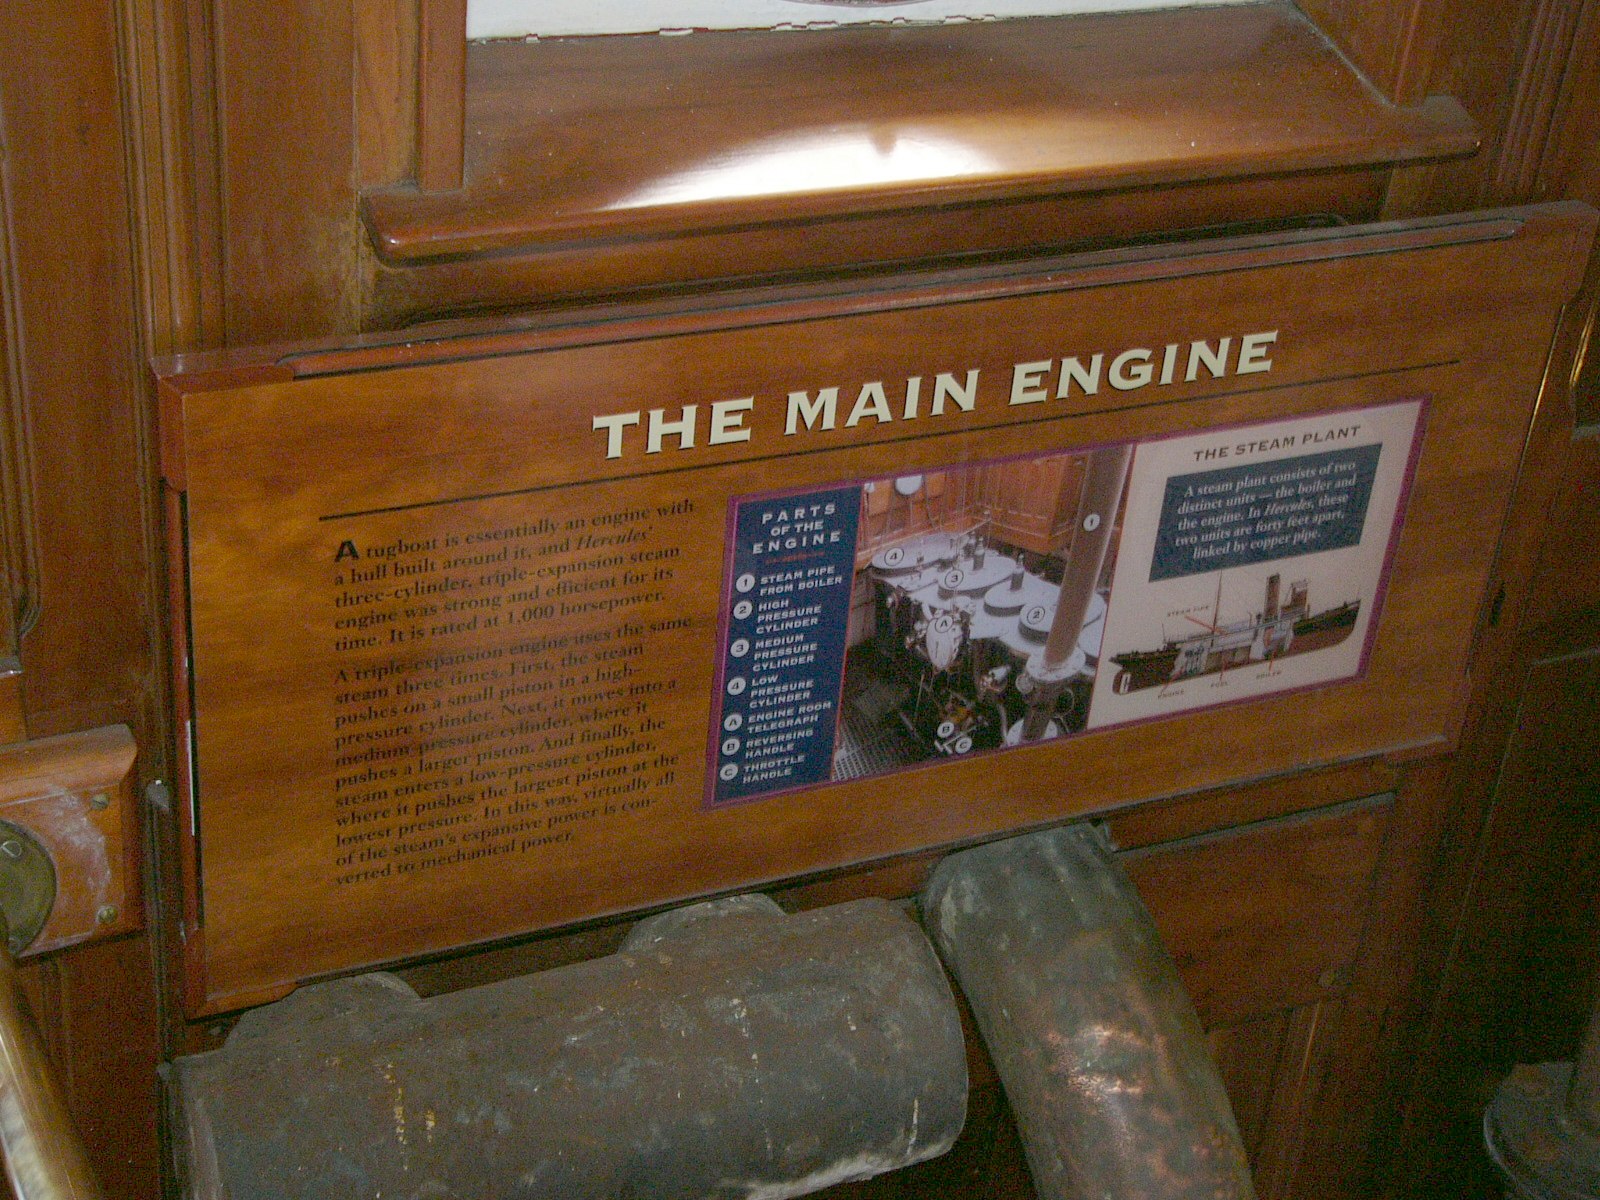 THE MAIN ENGINE
A tugboat is essentially an engine with
a hull built around it, and Hercules'
three-cylinder, triple-expansion steam
engine was strong and efficient for its
time. It is rated at 1,000 horsepower.
A triple-expansion engine uses the same
steam three times. First, the steam
pushes on a small piston in a high-
pressure cylinder. Next, it moves into a
medium-pressure cylinder, where it
pushes a larger piston. And finally, the
steam enters a low-pressure cylinder,
where it pushes the largest piston at the
lowest pressure. In this way, virtually all
of the steam's expansive power is con-
verted to mechanical power.
PARTS
OF THE
ENGINE
1 STEAM PIPE
FROM BOILER
2 HIGH
PRESSURE
CYLINDER
3 MEDIUM
PRESSURE
CYLINDER
4 LOW
PRESSURE
CYLINDER
A ENGINE ROOM
TELEGRAPH
B REVERSING
HANDLE
C THROTTLE
HANDLE
4
3
2
1
A
B
C
THE STEAM PLANT
A steam plant consists of two
distinct units — the boiler and
the engine. In Hercules, these
two units are forty feet apart,
linked by copper pipe.
STEAM PIPE
ENGINE
FUEL
BOILER